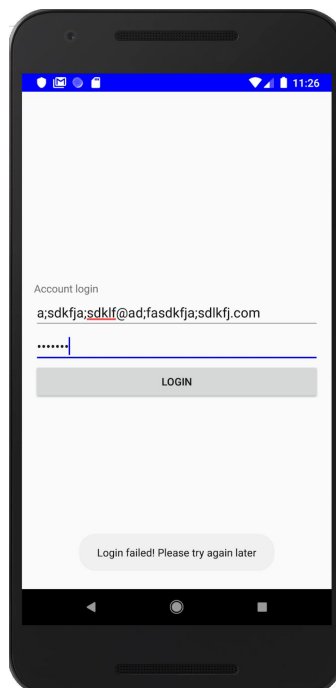 11:26
Account login
a;sdkfja;sdklf@ad;fasdkfja;sdlkfj.com
•••••••
LOGIN
Login failed! Please try again later